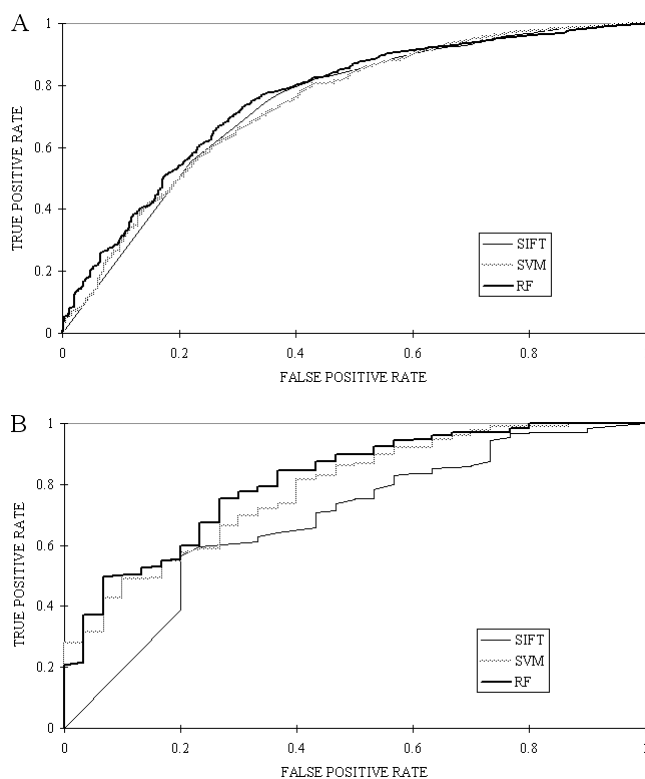 A
1
0.8
0.6
0.4
0.2
0
TRUE POSITIVE RATE
SIFT
SVM
RF
0 0.2 0.4 0.6 0.8 1
FALSE POSITIVE RATE
B
1
0.8
0.6
0.4
0.2
0
TRUE POSITIVE RATE
SIFT
SVM
RF
0 0.2 0.4 0.6 0.8 1
FALSE POSITIVE RATE